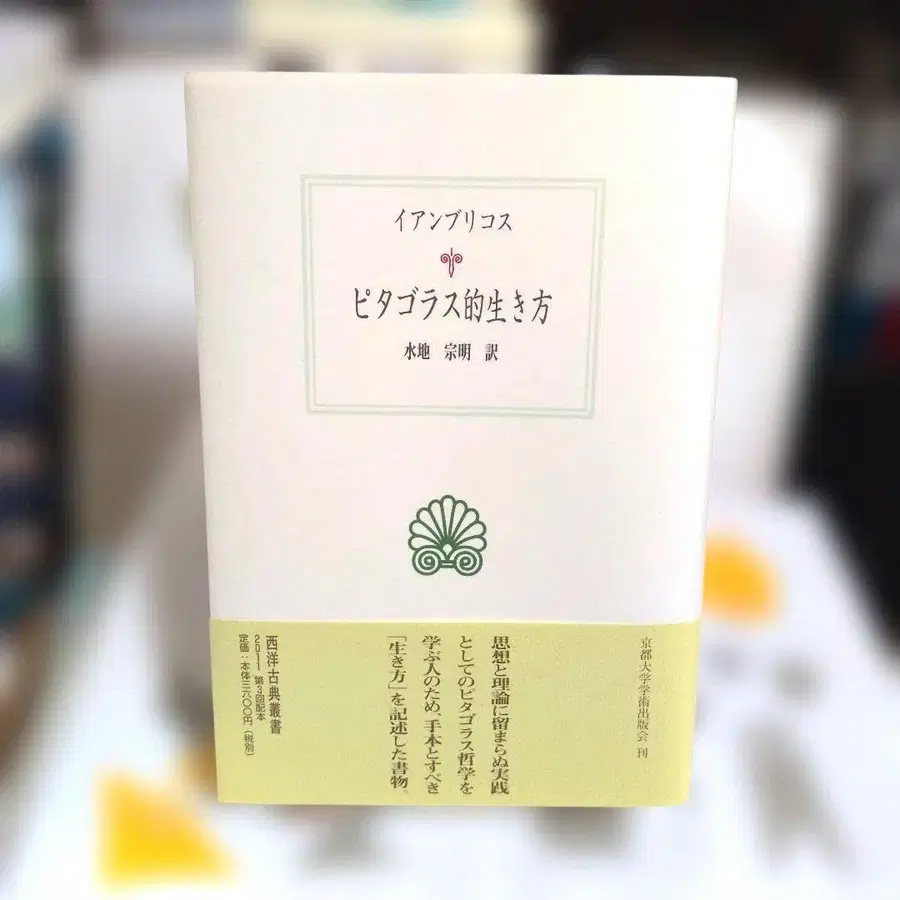 イアンブリコス
ピタゴラス的生き方
水地 宗明 訳
京都大学学術出版会 刊
思想と理論に留まらぬ実践
としてのピタゴラス哲学を
学ぶ人のため、手本とすべき
「生き方」を記述した書物。
西洋古典叢書
2011 第3回配本
定価:本体三六〇〇円(税別)